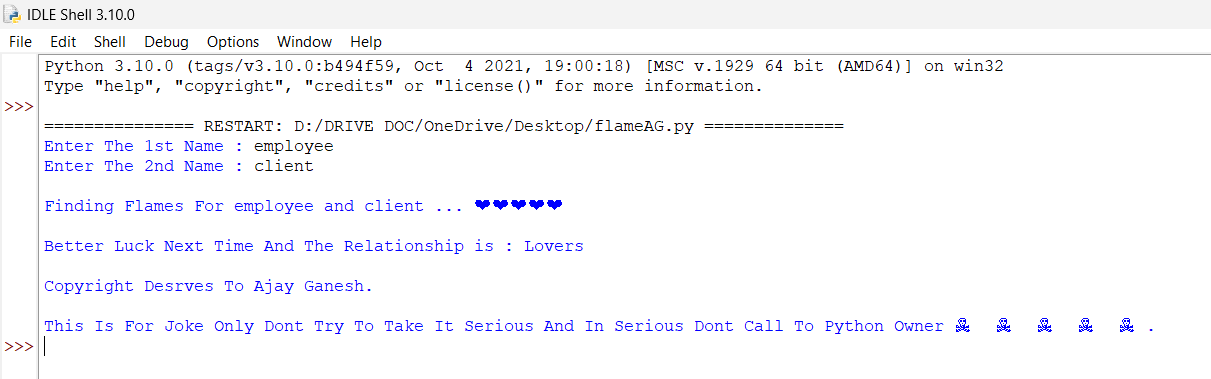 IDLE Shell 3.10.0
File Edit Shell Debug Options Window Help
Python 3.10.0 (tags/v3.10.0:b494f59, Oct  4 2021, 19:00:18) [MSC v.1929 64 bit (AMD64)] on win32
Type "help", "copyright", "credits" or "license()" for more information.
>>>
=============== RESTART: D:/DRIVE DOC/OneDrive/Desktop/flameAG.py ==============
Enter The 1st Name : employee
Enter The 2nd Name : client
Finding Flames For employee and client ... ❤❤❤❤❤
Better Luck Next Time And The Relationship is : Lovers
Copyright Desrves To Ajay Ganesh.
This Is For Joke Only Dont Try To Take It Serious And In Serious Dont Call To Python Owner ☠ ☠ ☠ ☠ ☠ .
>>>